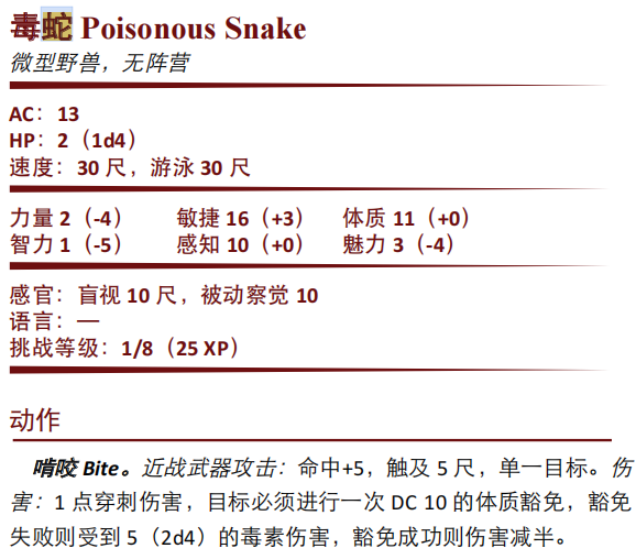 毒蛇 Poisonous Snake
微型野兽，无阵营
AC：13
HP：2（1d4）
速度：30 尺，游泳 30 尺
力量 2（-4） 敏捷 16（+3） 体质 11（+0）
智力 1（-5） 感知 10（+0） 魅力 3（-4）
感官：盲视 10 尺，被动察觉 10
语言：—
挑战等级：1/8（25 XP）
动作
啃咬 Bite。近战武器攻击：命中+5，触及 5 尺，单一目标。伤
害：1 点穿刺伤害，目标必须进行一次 DC 10 的体质豁免，豁免
失败则受到 5（2d4）的毒素伤害，豁免成功则伤害减半。